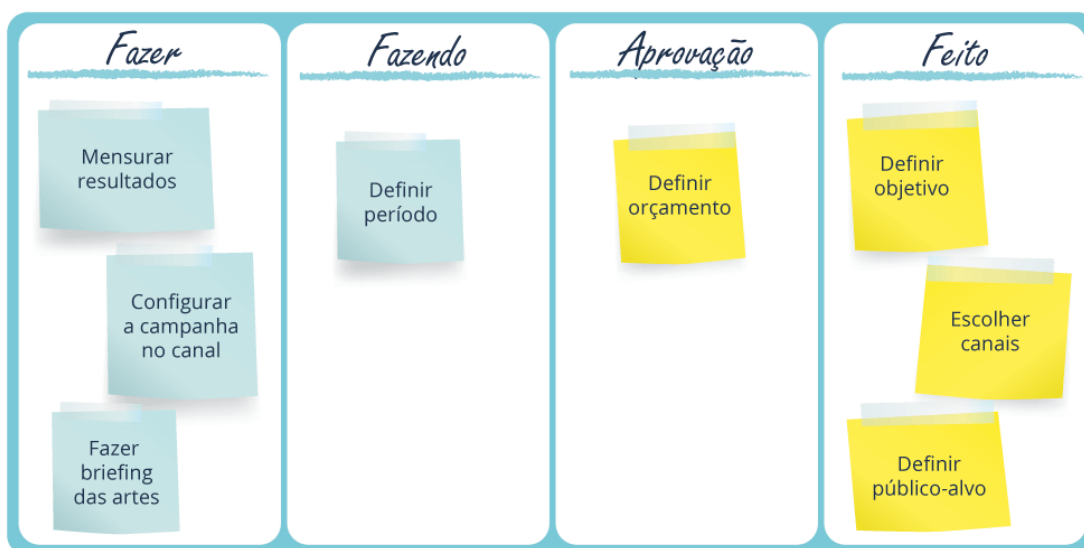 Fazer
Mensurar
resultados
Configurar
a campanha
no canal
Fazer
briefing
das artes
Fazendo
Definir
período
Aprovação
Definir
orçamento
Feito
Definir
objetivo
Escolher
canais
Definir
público-alvo